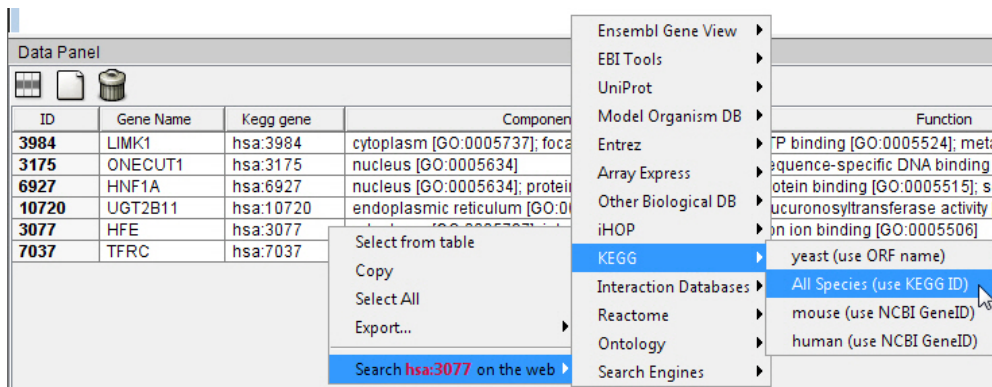 Data Panel
ID Gene Name Kegg gene Componen Function
3984 LIMK1 hsa:3984 cytoplasm [GO:0005737]; foca TP binding [GO:0005524]; meta
3175 ONECUT1 hsa:3175 nucleus [GO:0005634] equence-specific DNA binding
6927 HNF1A hsa:6927 nucleus [GO:0005634]; protei otein binding [GO:0005515]; s
10720 UGT2B11 hsa:10720 endoplasmic reticulum [GO:00 ucuronosyltransferase activity
3077 HFE hsa:3077 on ion binding [GO:0005506]
7037 TFRC hsa:7037
Select from table
Copy
Select All
Export...
Search hsa:3077 on the web
Ensembl Gene View
EBI Tools
UniProt
Model Organism DB
Entrez
Array Express
Other Biological DB
iHOP
KEGG
Interaction Databases
Reactome
Ontology
Search Engines
yeast (use ORF name)
All Species (use KEGG ID)
mouse (use NCBI GeneID)
human (use NCBI GeneID)